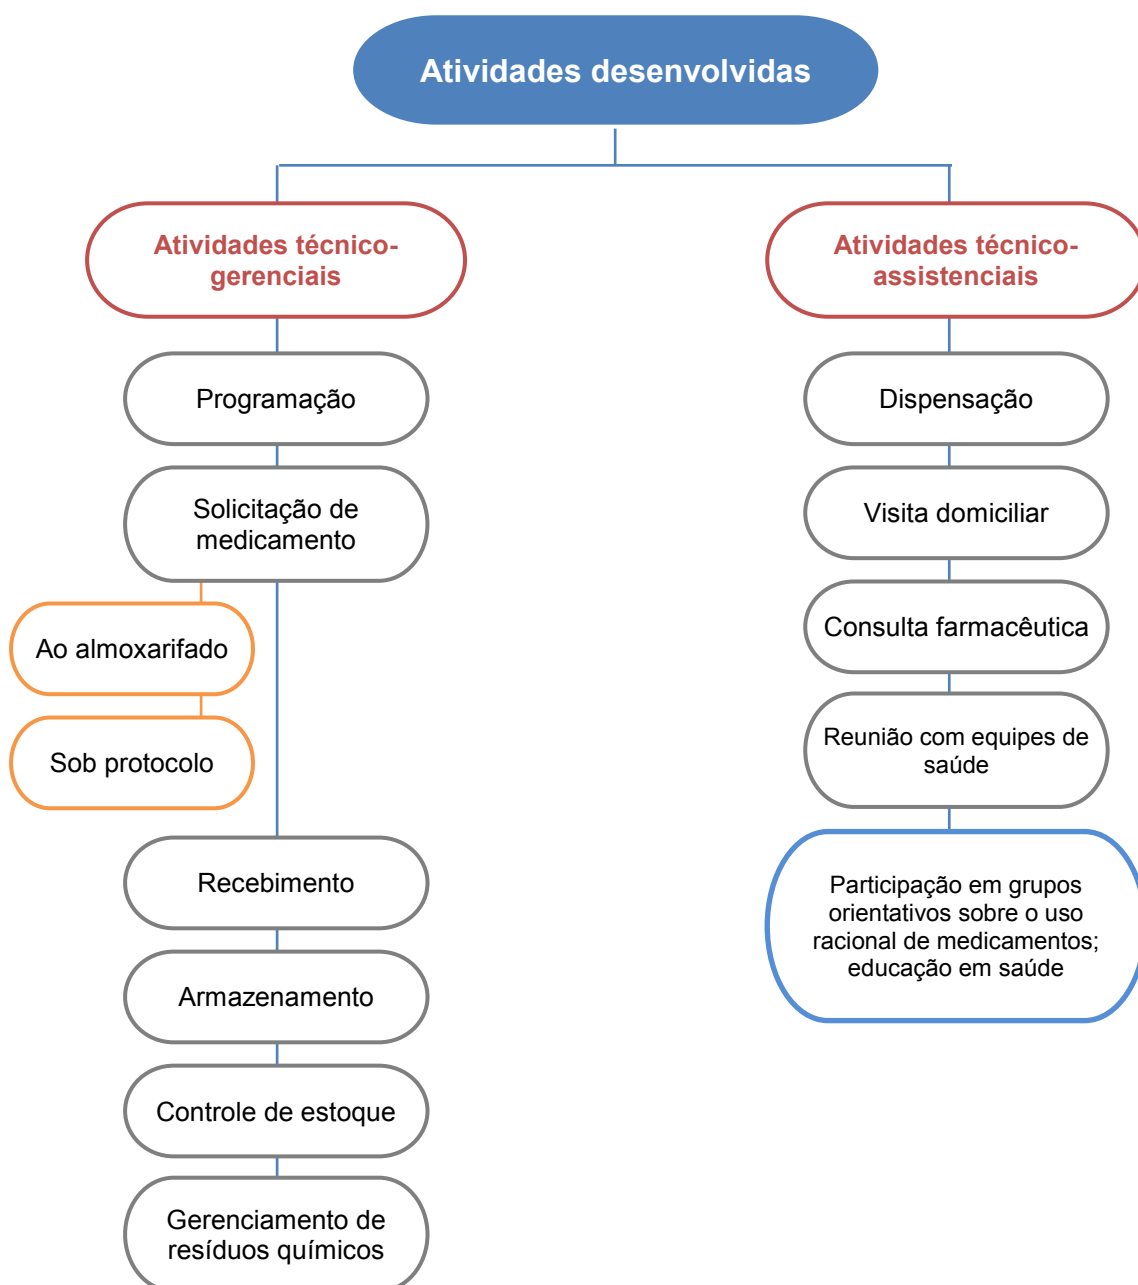 Atividades desenvolvidas
Atividades técnico-
gerenciais
Programação
Solicitação de
medicamento
Ao almoxarifado
Sob protocolo
Recebimento
Armazenamento
Controle de estoque
Gerenciamento de
resíduos químicos
Atividades técnico-
assistenciais
Dispensação
Visita domiciliar
Consulta farmacêutica
Reunião com equipes de
saúde
Participação em grupos
orientativos sobre o uso
racional de medicamentos;
educação em saúde